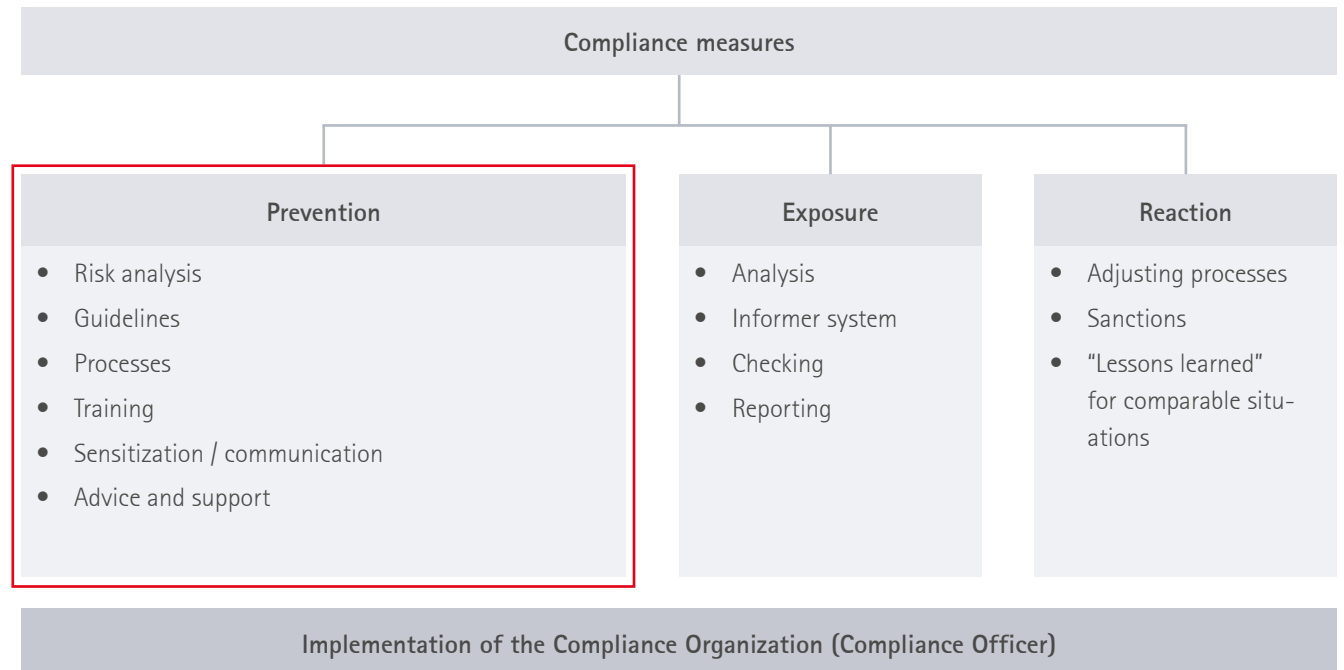 Compliance measures
Prevention
• Risk analysis
• Guidelines
• Processes
• Training
• Sensitization / communication
• Advice and support
Exposure
• Analysis
• Informer system
• Checking
• Reporting
Reaction
• Adjusting processes
• Sanctions
• “Lessons learned”
for comparable situ-
ations
Implementation of the Compliance Organization (Compliance Officer)